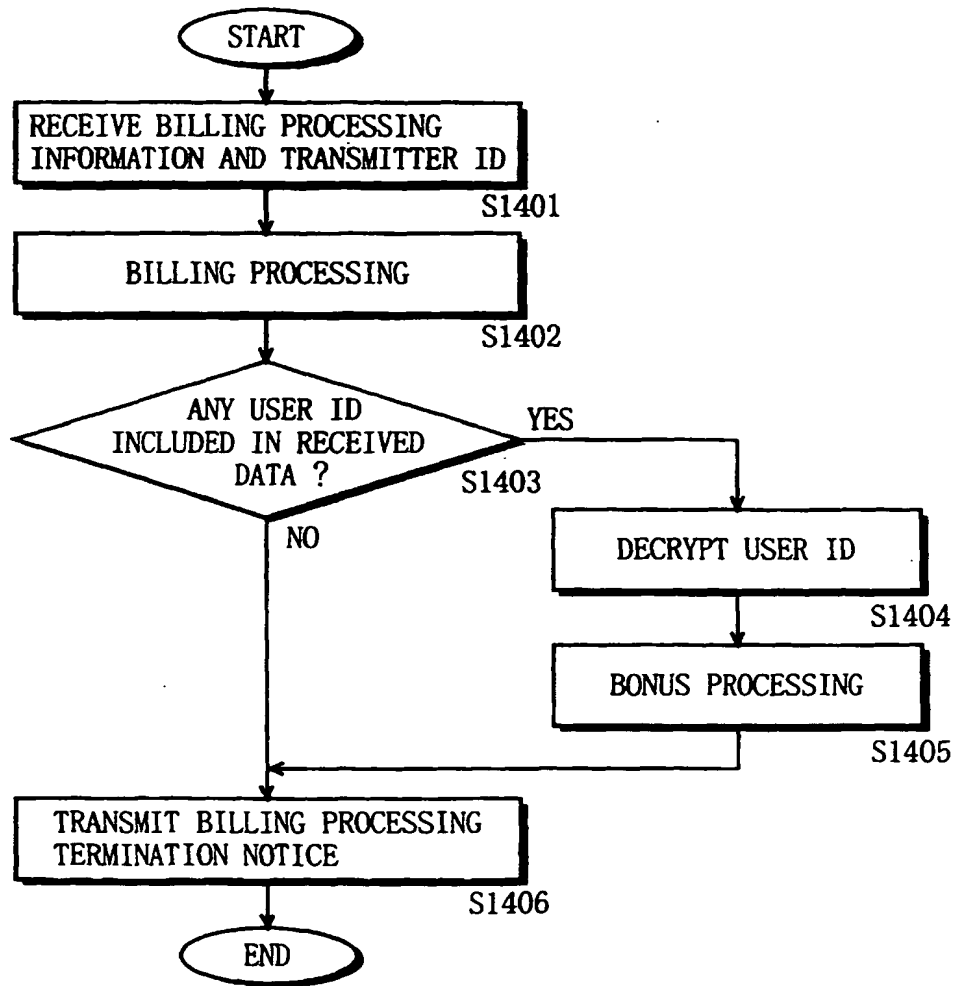 START
RECEIVE BILLING PROCESSING
INFORMATION AND TRANSMITTER ID
S1401
BILLING PROCESSING
S1402
ANY USER ID
INCLUDED IN RECEIVED
DATA ?
S1403
YES
NO
DECRYPT USER ID
S1404
BONUS PROCESSING
S1405
TRANSMIT BILLING PROCESSING
TERMINATION NOTICE
S1406
END